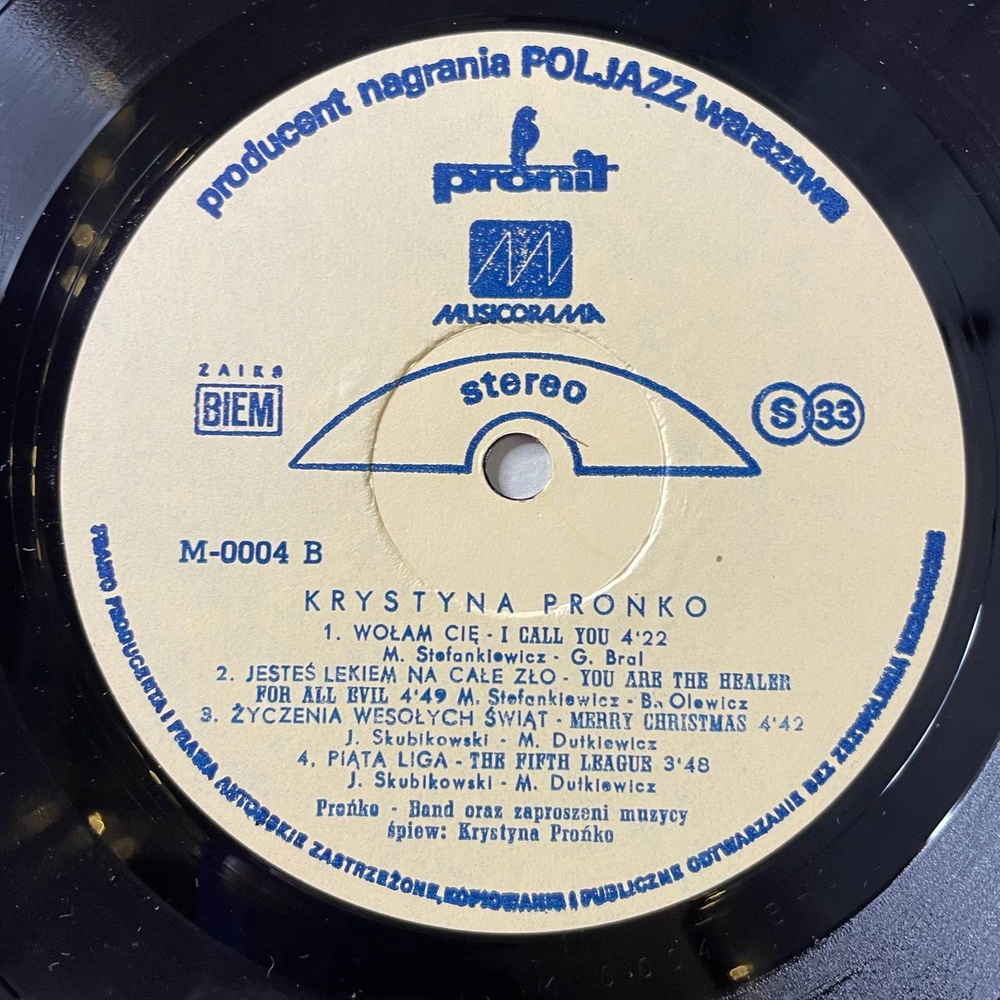 producent nagrania POLJAZZ warszawa
pronit
MUSICORAMA
stereo
ZAIKS
BIEM
S 33
M-0004 B
KRYSTYNA PROŃKO
1. WOŁAM CIĘ - I CALL YOU 4'22
M. Stefankiewicz - G. Bral
2. JESTEŚ LEKIEM NA CAŁE ZŁO - YOU ARE THE HEALER
FOR ALL EVIL 4'49 M. Stefankiewicz - B. Olewicz
3. ŻYCZENIA WESOŁYCH ŚWIĄT - MERRY CHRISTMAS 4'42
J. Skubikowski - M. Dutkiewicz
4. PIĄTA LIGA - THE FIFTH LEAGUE 3'48
J. Skubikowski - M. Dutkiewicz
Prońko - Band oraz zaproszeni muzycy
śpiew: Krystyna Prońko
PRAWO PRODUCENTA I PRAWA AUTORSKIE ZASTRZEŻONE, KOPIOWANIE I PUBLICZNE ODTWARZANIE BEZ ZEZWOLENIA WZBRONIONE